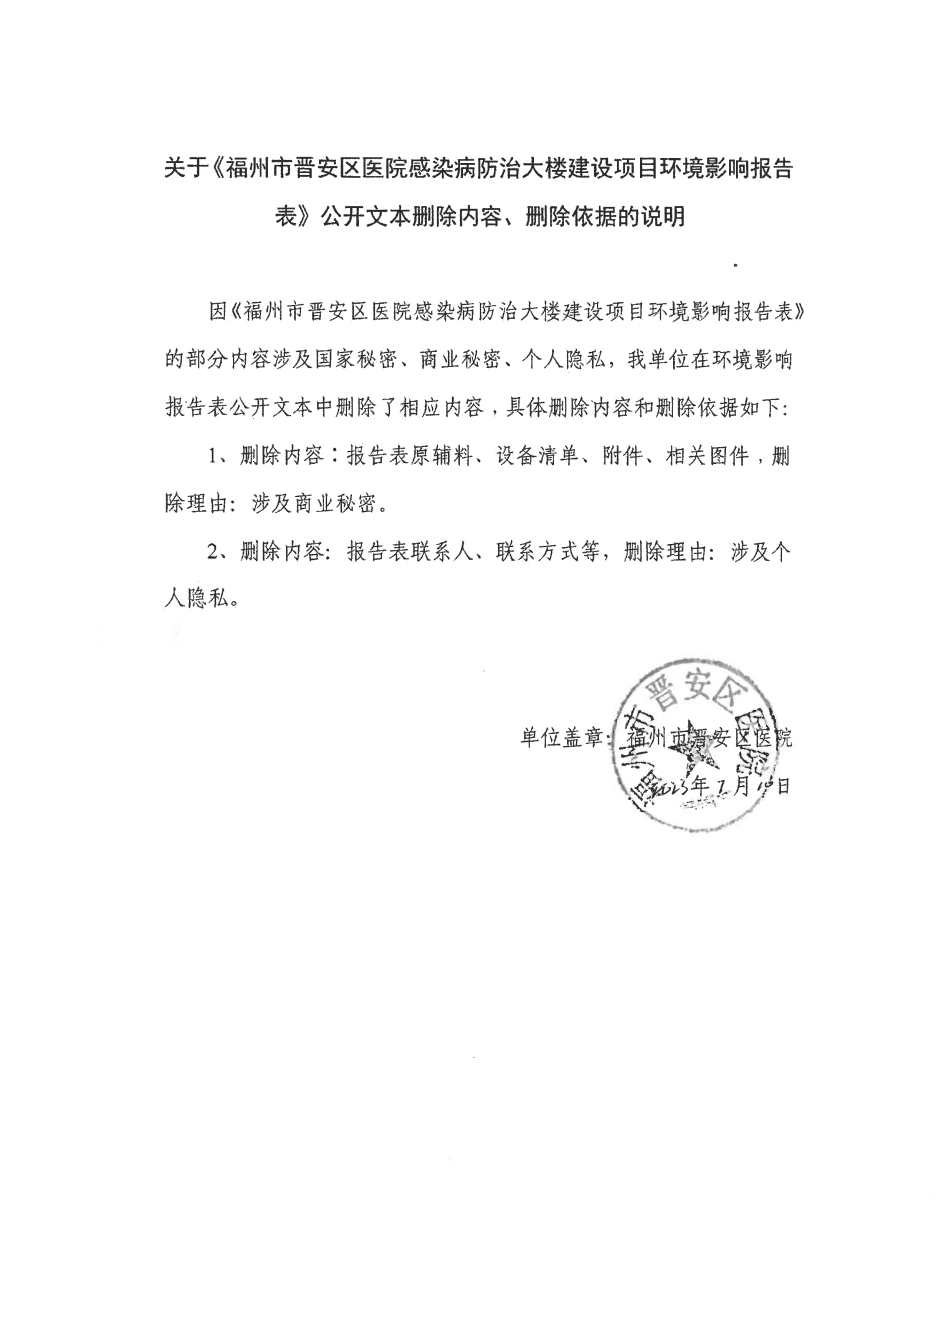 关于《福州市晋安区医院感染病防治大楼建设项目环境影响报告
表》公开文本删除内容、删除依据的说明
因《福州市晋安区医院感染病防治大楼建设项目环境影响报告表》
的部分内容涉及国家秘密、商业秘密、个人隐私，我单位在环境影响
报告表公开文本中删除了相应内容，具体删除内容和删除依据如下：
1、删除内容：报告表原辅料、设备清单、附件、相关图件，删
除理由：涉及商业秘密。
2、删除内容：报告表联系人、联系方式等，删除理由：涉及个
人隐私。
福州市晋安区医院
单位盖章：福州市晋安区医院
2023年7月 日